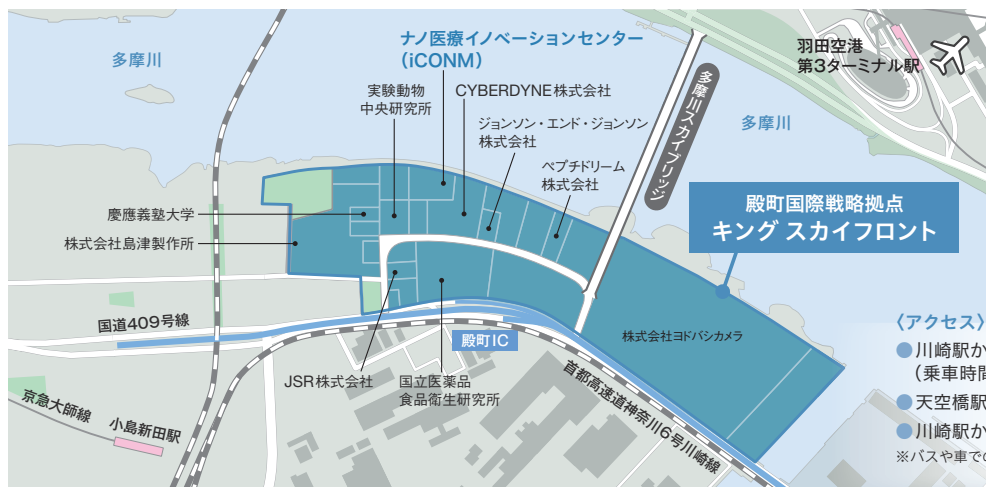 ナノ医療イノベーションセンター
（iCONM）
羽田空港
第3ターミナル駅
多摩川
実験動物
中央研究所
CYBERDYNE株式会社
多摩川スカイブリッジ
ジョンソン・エンド・ジョンソン
株式会社
多摩川
ペプチドリーム
株式会社
殿町国際戦略拠点
キング スカイフロント
慶應義塾大学
株式会社島津製作所
国道409号線
殿町IC
株式会社ヨドバシカメラ
〈アクセス〉
●川崎駅か
（乗車時間
●天空橋駅
●川崎駅か
※バスや車での
JSR株式会社
国立医薬品
食品衛生研究所
首都高速道神奈川6号川崎線
京急大師線
小島新田駅